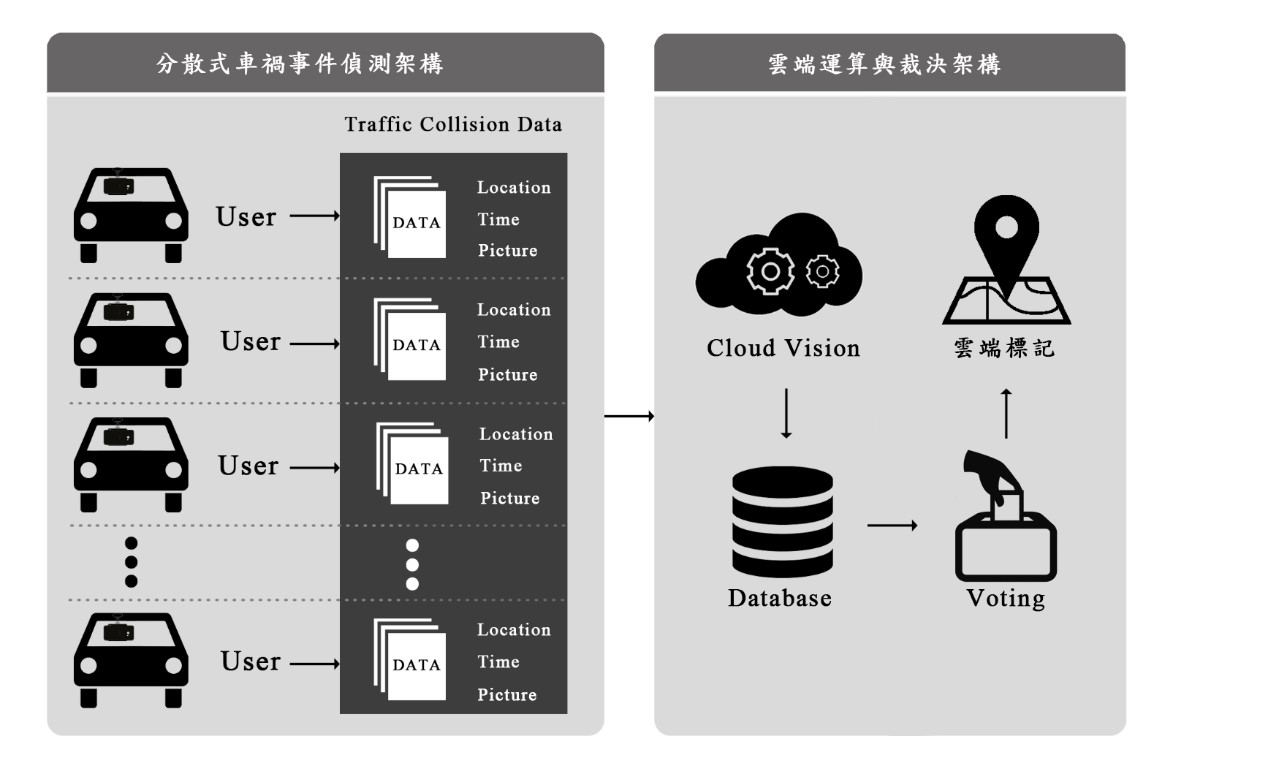 分散式車禍事件偵測架構
Traffic Collision Data
User
DATA
Location
Time
Picture
User
DATA
Location
Time
Picture
User
DATA
Location
Time
Picture
User
DATA
Location
Time
Picture
雲端運算與裁決架構
Cloud Vision
雲端標記
Database
Voting